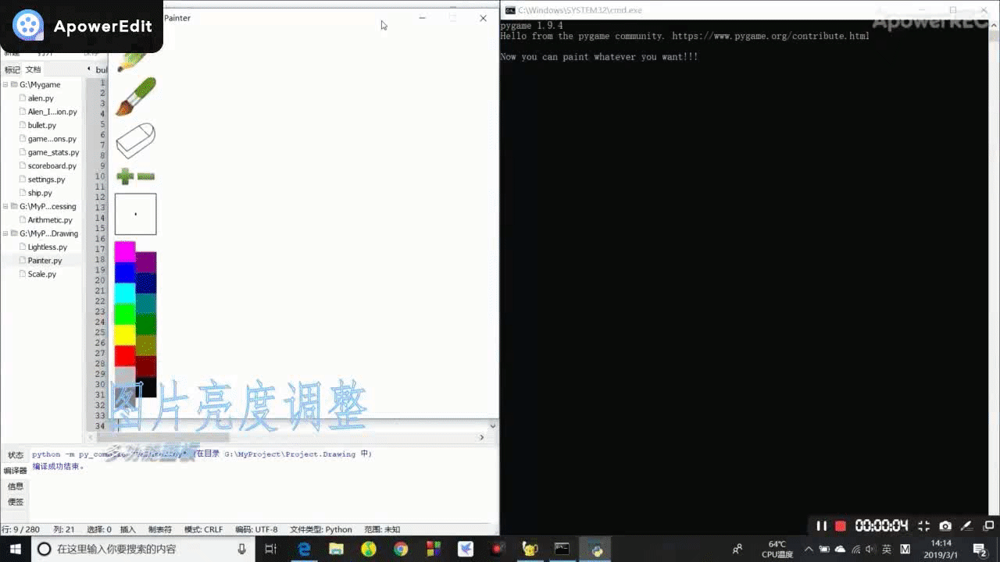 ApowerEdit
Painter
C:\Windows\SYSTEM32\cmd.exe
ApowerREC
pygame 1.9.4
Hello from the pygame community. https://www.pygame.org/contribute.html
Now you can paint whatever you want!!!
标记 文档
bul
G:\Mygame
alien.py
Alien_I...ion.py
bullet.py
game...ons.py
game_stats.py
scoreboard.py
settings.py
ship.py
G:\MyP...cessing
Arithmetic.py
G:\MyP...Drawing
Lightless.py
Painter.py
Scale.py
1
2
3
4
5
6
7
8
9
10
11
12
13
14
15
16
17
18
19
20
21
22
23
24
25
26
27
28
29
30
31
32
33
34
图片亮度调整
多功能画板
状态
编译器
信息
便签
python -m py_com (在目录 G:\MyProject\Project.Drawing 中)
编译成功结束。
行: 9 / 280 列: 21 选择: 0 插入 制表符 模式: CRLF 编码: UTF-8 文件类型: Python 范围: 未知
00:00:04
在这里输入你要搜索的内容
64℃
CPU温度
英
M
14:14
2019/3/1
2